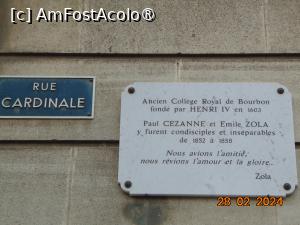 [c] AmFostAcolo®
RUE
CARDINALE
Ancien Collège Royal de Bourbon
fondé par HENRI IV en 1603
Paul CEZANNE et Emile ZOLA
y furent condisciples et inséparables
de 1852 à 1858
Nous avions l'amitié,
nous rêvions l'amour et la gloire...
Zola
28 02 2024